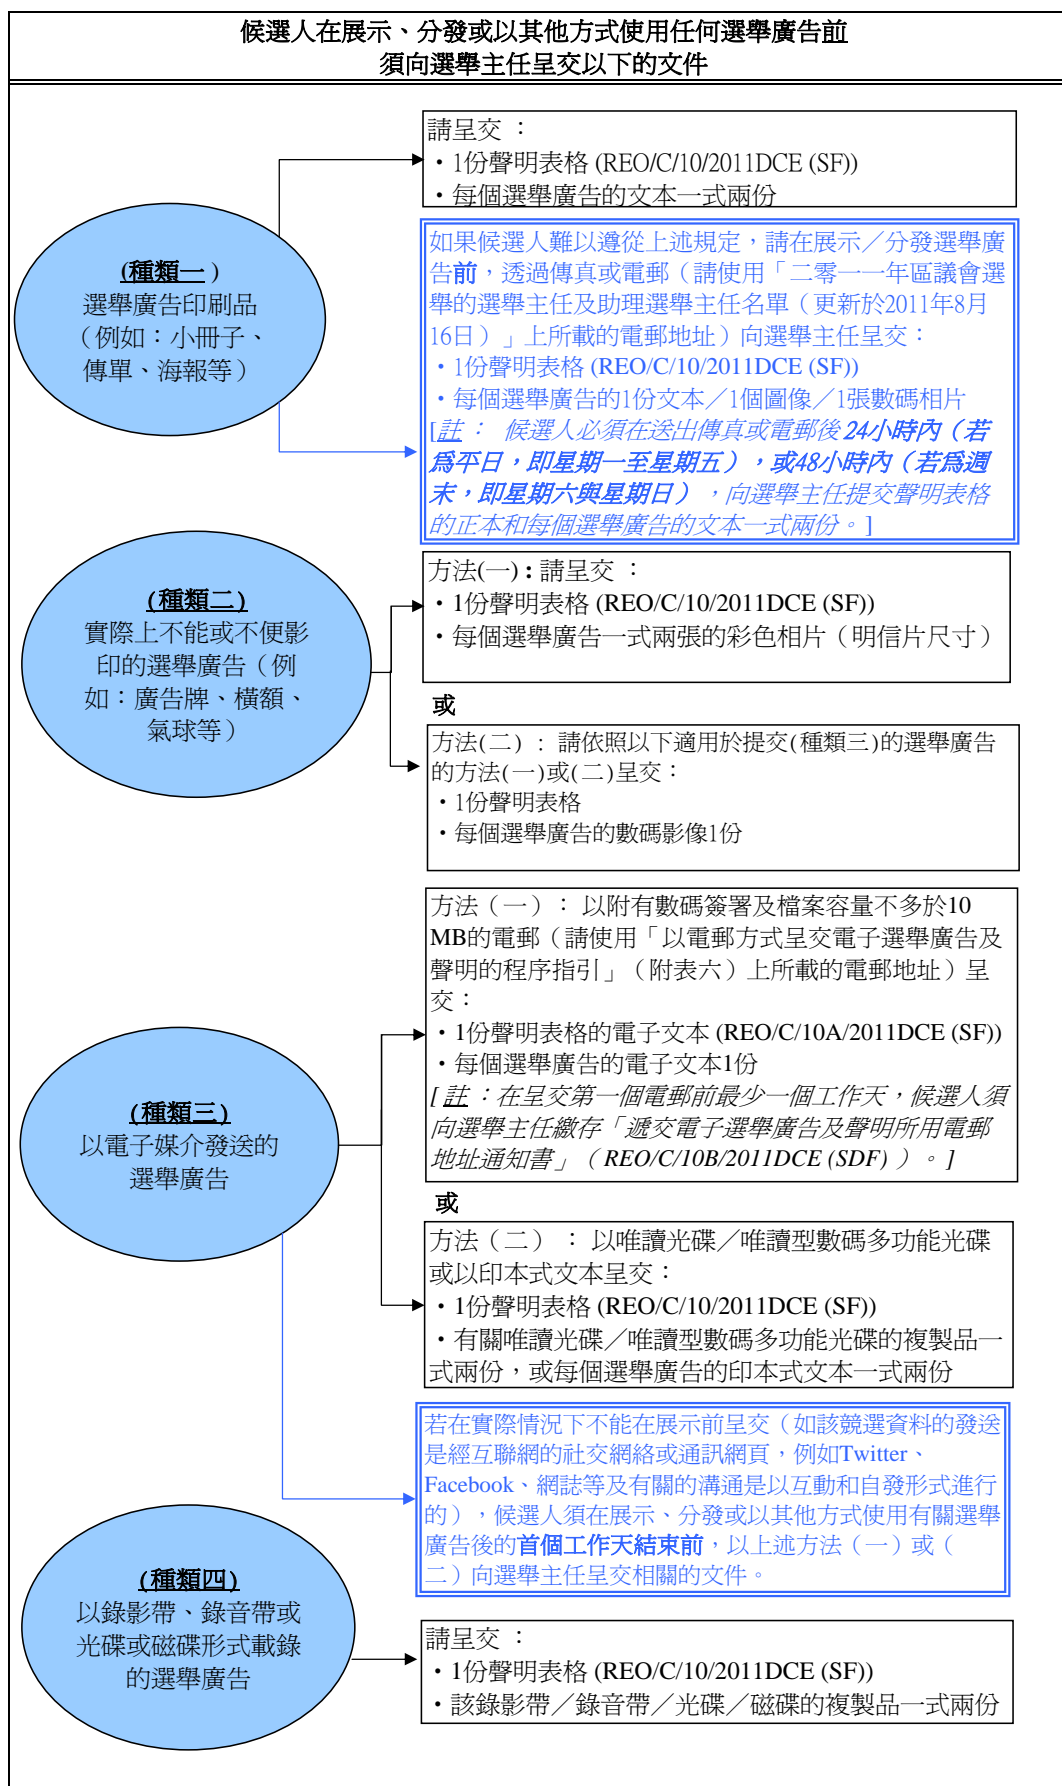 候選人在展示、分發或以其他方式使用任何選舉廣告前
須向選舉主任呈交以下的文件
(種類一)
選舉廣告印刷品
（例如：小冊子、
傳單、海報等）
請呈交 ：
・1份聲明表格 (REO/C/10/2011DCE (SF))
・每個選舉廣告的文本一式兩份
如果候選人難以遵從上述規定，請在展示／分發選舉廣
告前，透過傳真或電郵（請使用「二零一一年區議會選
舉的選舉主任及助理選舉主任名單（更新於2011年8月
16日）」上所載的電郵地址）向選舉主任呈交：
・1份聲明表格 (REO/C/10/2011DCE (SF))
・每個選舉廣告的1份文本／1個圖像／1張數碼相片
[註： 候選人必須在送出傳真或電郵後 24小時內（若
爲平日，即星期一至星期五），或48小時內（若爲週
末，即星期六與星期日），向選舉主任提交聲明表格
的正本和每個選舉廣告的文本一式兩份。]
(種類二)
實際上不能或不便影
印的選舉廣告（例
如：廣告牌、橫額、
氣球等）
方法(一)：請呈交 ：
・1份聲明表格 (REO/C/10/2011DCE (SF))
・每個選舉廣告一式兩張的彩色相片（明信片尺寸）
或
方法(二) ： 請依照以下適用於提交(種類三)的選舉廣告
的方法(一)或(二)呈交：
・1份聲明表格
・每個選舉廣告的數碼影像1份
(種類三)
以電子媒介發送的
選舉廣告
方法（一）： 以附有數碼簽署及檔案容量不多於10
MB的電郵（請使用「以電郵方式呈交電子選舉廣告及
聲明的程序指引」（附表六）上所載的電郵地址）呈
交：
・1份聲明表格的電子文本 (REO/C/10A/2011DCE (SF))
・每個選舉廣告的電子文本1份
[ 註：在呈交第一個電郵前最少一個工作天，候選人須
向選舉主任繳存「遞交電子選舉廣告及聲明所用電郵
地址通知書」（ REO/C/10B/2011DCE (SDF) ）。 ]
或
方法（二） ： 以唯讀光碟／唯讀型數碼多功能光碟
或以印本式文本呈交：
・1份聲明表格 (REO/C/10/2011DCE (SF))
・有關唯讀光碟／唯讀型數碼多功能光碟的複製品一
式兩份，或每個選舉廣告的印本式文本一式兩份
若在實際情況下不能在展示前呈交（如該競選資料的發送
是經互聯網的社交網絡或通訊網頁，例如Twitter、
Facebook、網誌等及有關的溝通是以互動和自發形式進行
的），候選人須在展示、分發或以其他方式使用有關選舉
廣告後的首個工作天結束前，以上述方法（一）或（
二）向選舉主任呈交相關的文件。
(種類四)
以錄影帶、錄音帶或
光碟或磁碟形式載錄
的選舉廣告
請呈交 ：
・1份聲明表格 (REO/C/10/2011DCE (SF))
・該錄影帶／錄音帶／光碟／磁碟的複製品一式兩份